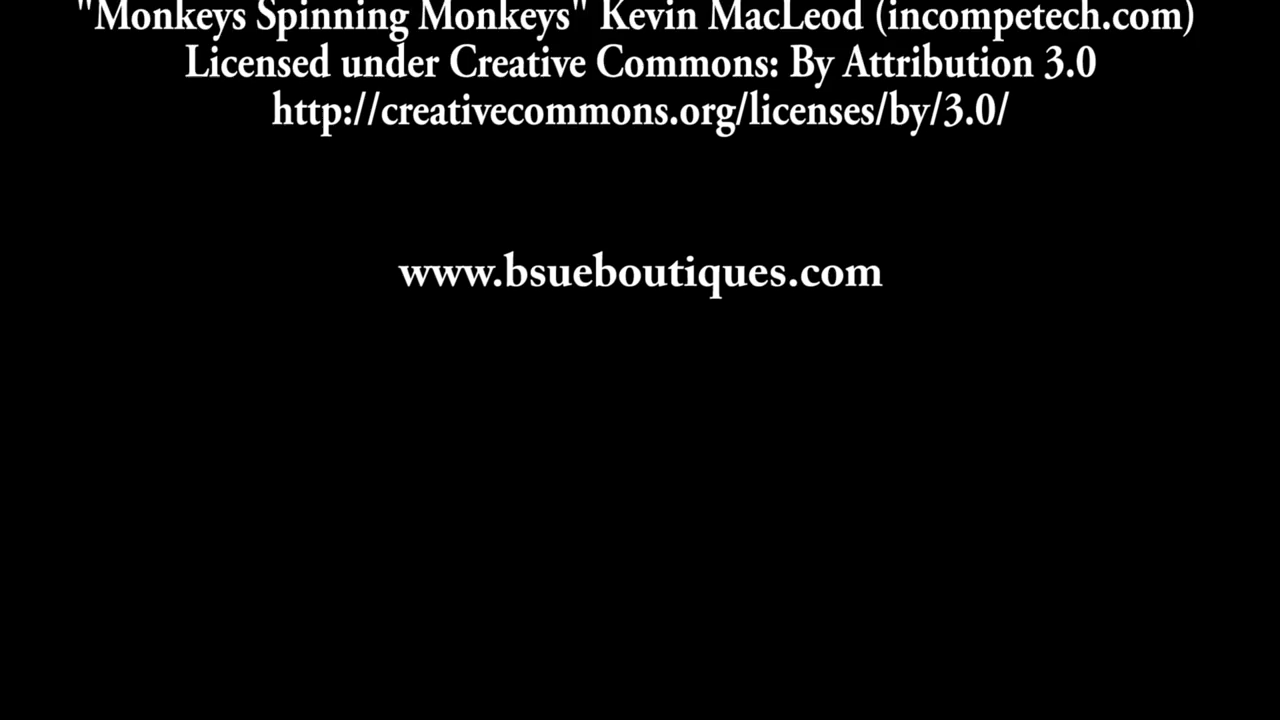 "Monkeys Spinning Monkeys" Kevin MacLeod (incompetech.com)
Licensed under Creative Commons: By Attribution 3.0
http://creativecommons.org/licenses/by/3.0/
www.bsueboutiques.com